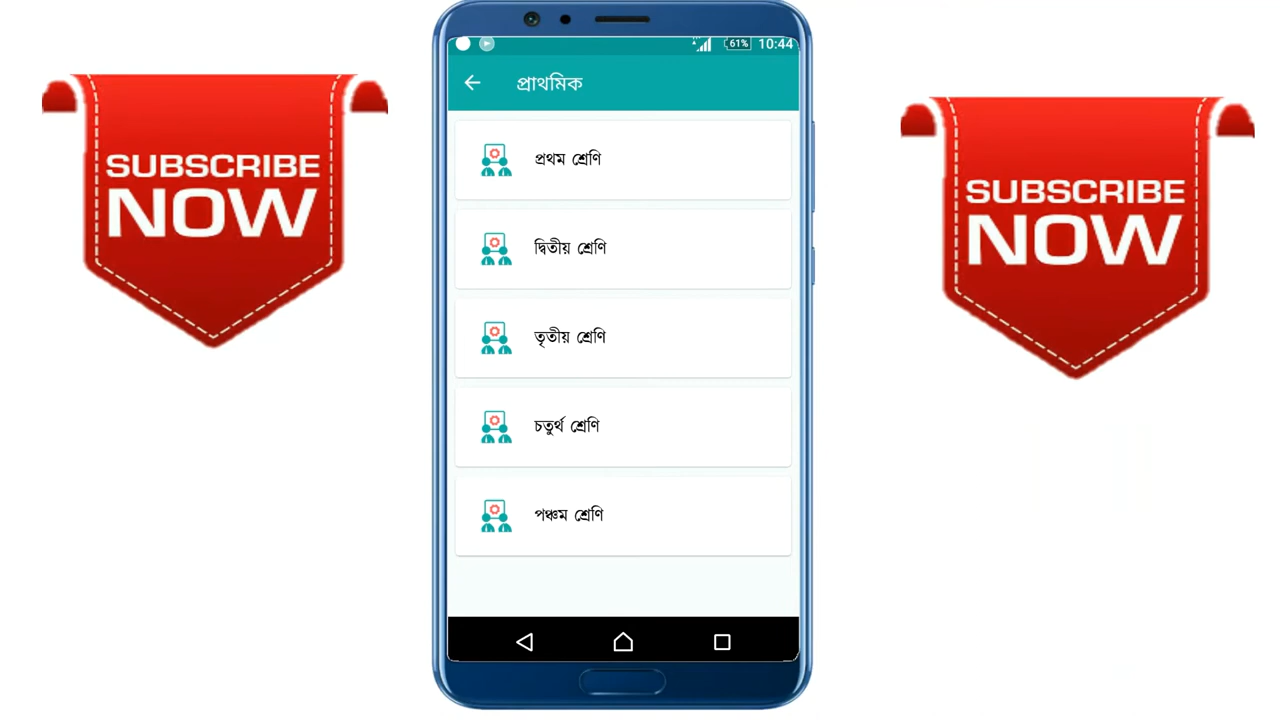 SUBSCRIBE
NOW
61% 10:44
প্রাথমিক
প্রথম শ্রেণি
দ্বিতীয় শ্রেণি
তৃতীয় শ্রেণি
চতুর্থ শ্রেণি
পঞ্চম শ্রেণি
SUBSCRIBE
NOW